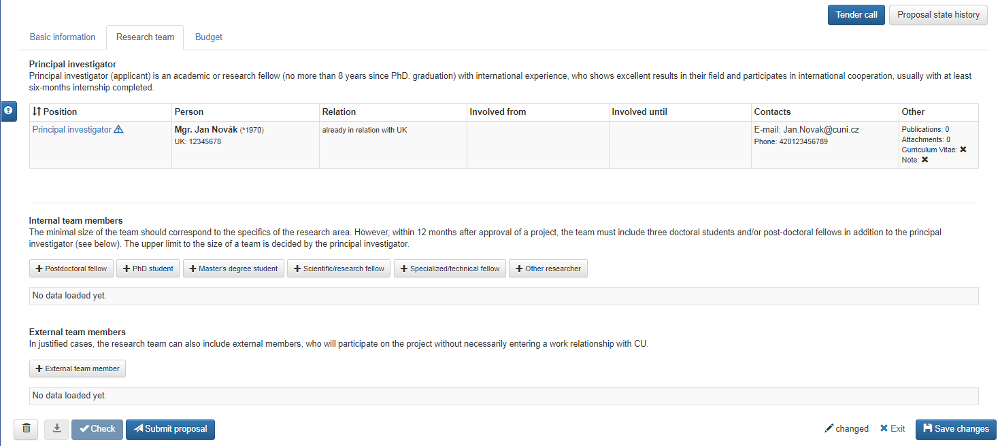 Tender call
Proposal state history
Basic information
Research team
Budget
Principal investigator
Principal investigator (applicant) is an academic or research fellow (no more than 8 years since PhD. graduation) with international experience, who shows excellent results in their field and participates in international cooperation, usually with at least
six-months internship completed.
Position
Person
Relation
Involved from
Involved until
Contacts
Other
Principal investigator
Mgr. Jan Novák (*1970)
UK: 12345678
already in relation with UK
E-mail: Jan.Novak@cuni.cz
Phone: 420123456789
Publications: 0
Attachments: 0
Curriculum Vitae:
Note:
Internal team members
The minimal size of the team should correspond to the specifics of the research area. However, within 12 months after approval of a project, the team must include three doctoral students and/or post-doctoral fellows in addition to the principal
investigator (see below). The upper limit to the size of a team is decided by the principal investigator.
+ Postdoctoral fellow
+ PhD student
+ Master's degree student
+ Scientific/research fellow
+ Specialized/technical fellow
+ Other researcher
No data loaded yet.
External team members
In justified cases, the research team can also include external members, who will participate on the project without necessarily entering a work relationship with CU.
+ External team member
No data loaded yet.
Check
Submit proposal
changed
Exit
Save changes